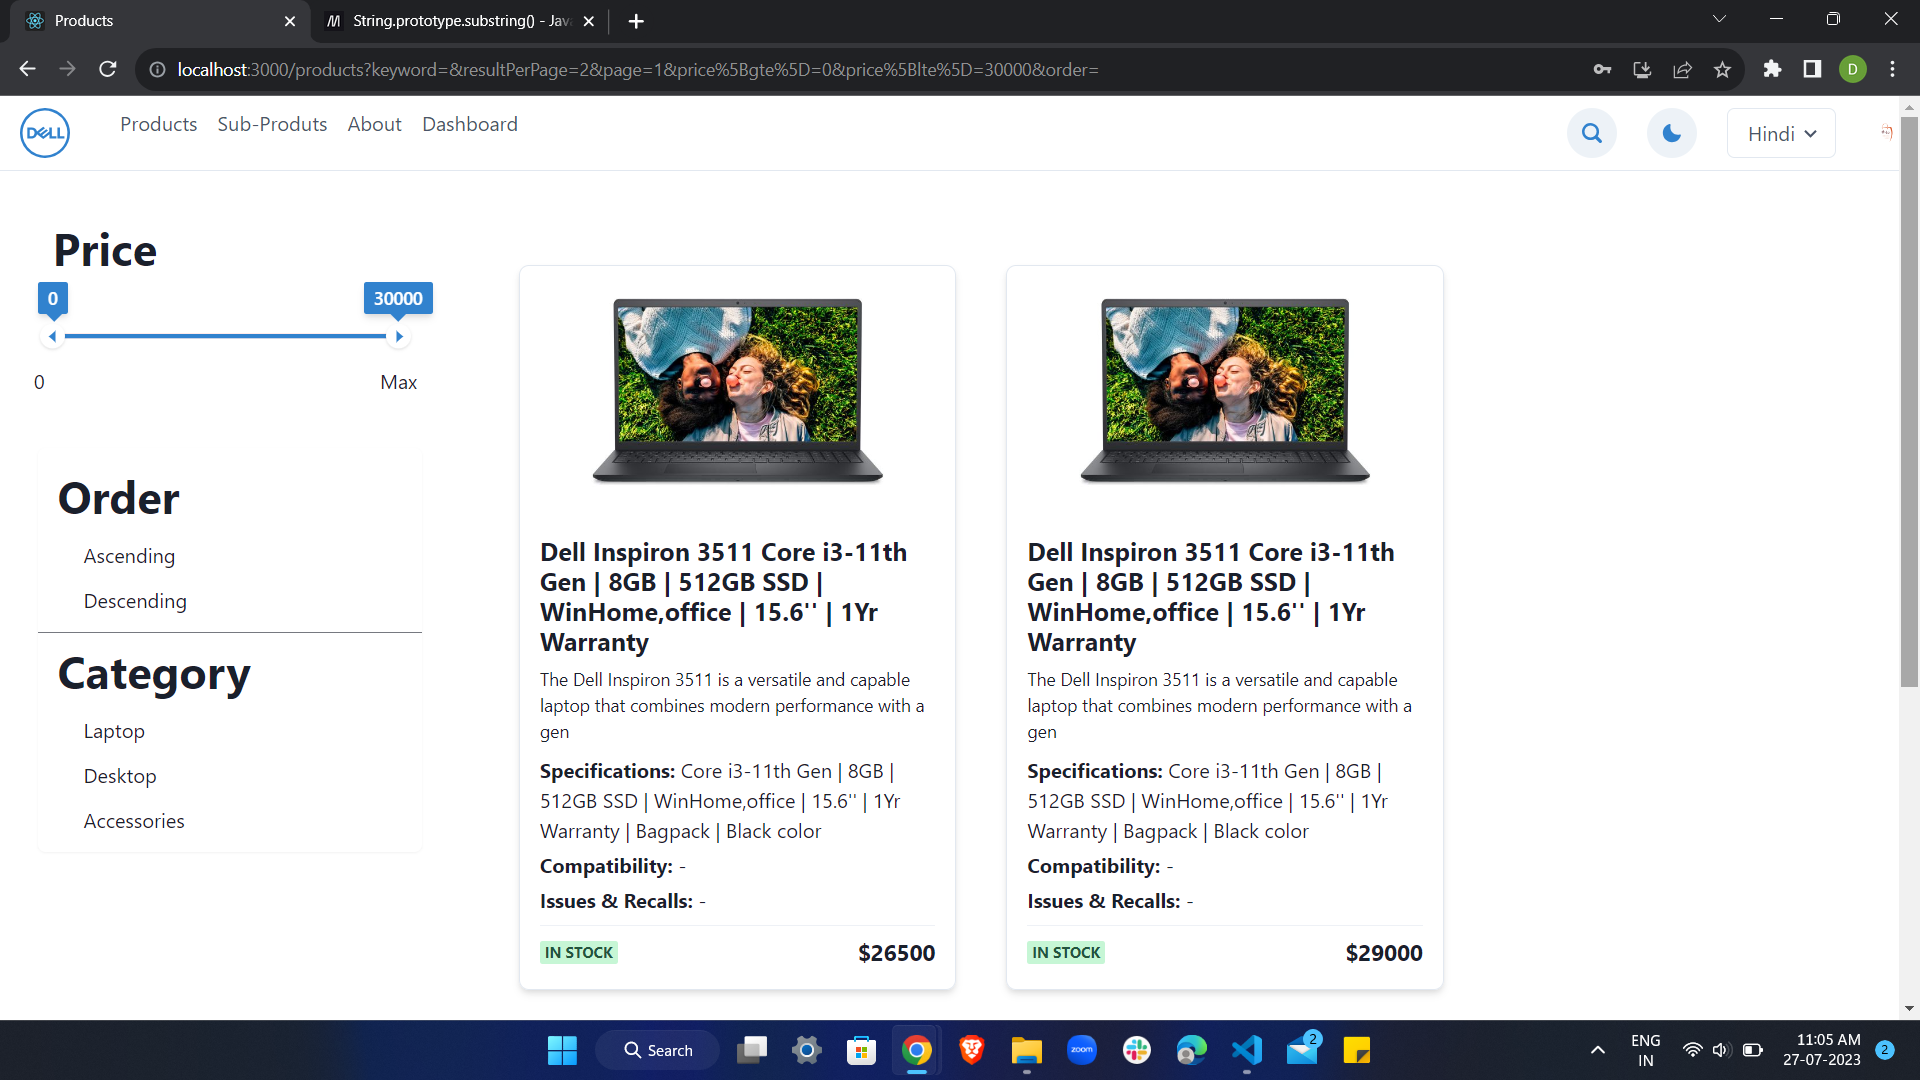 Products
String.prototype.substring() - Jav
localhost:3000/products?keyword=&resultPerPage=2&page=1&price%5Bgte%5D=0&price%5Blte%5D=30000&order=
D
DELL
Products Sub-Produts About Dashboard
Hindi
Price
0 30000
0 Max
Order
Ascending
Descending
Category
Laptop
Desktop
Accessories
Dell Inspiron 3511 Core i3-11th
Gen | 8GB | 512GB SSD |
WinHome,office | 15.6'' | 1Yr
Warranty
The Dell Inspiron 3511 is a versatile and capable
laptop that combines modern performance with a
gen
Specifications: Core i3-11th Gen | 8GB |
512GB SSD | WinHome,office | 15.6'' | 1Yr
Warranty | Bagpack | Black color
Compatibility: -
Issues & Recalls: -
IN STOCK $26500
Dell Inspiron 3511 Core i3-11th
Gen | 8GB | 512GB SSD |
WinHome,office | 15.6'' | 1Yr
Warranty
The Dell Inspiron 3511 is a versatile and capable
laptop that combines modern performance with a
gen
Specifications: Core i3-11th Gen | 8GB |
512GB SSD | WinHome,office | 15.6'' | 1Yr
Warranty | Bagpack | Black color
Compatibility: -
Issues & Recalls: -
IN STOCK $29000
Search
zoom
2
ENG
IN
11:05 AM
27-07-2023
2